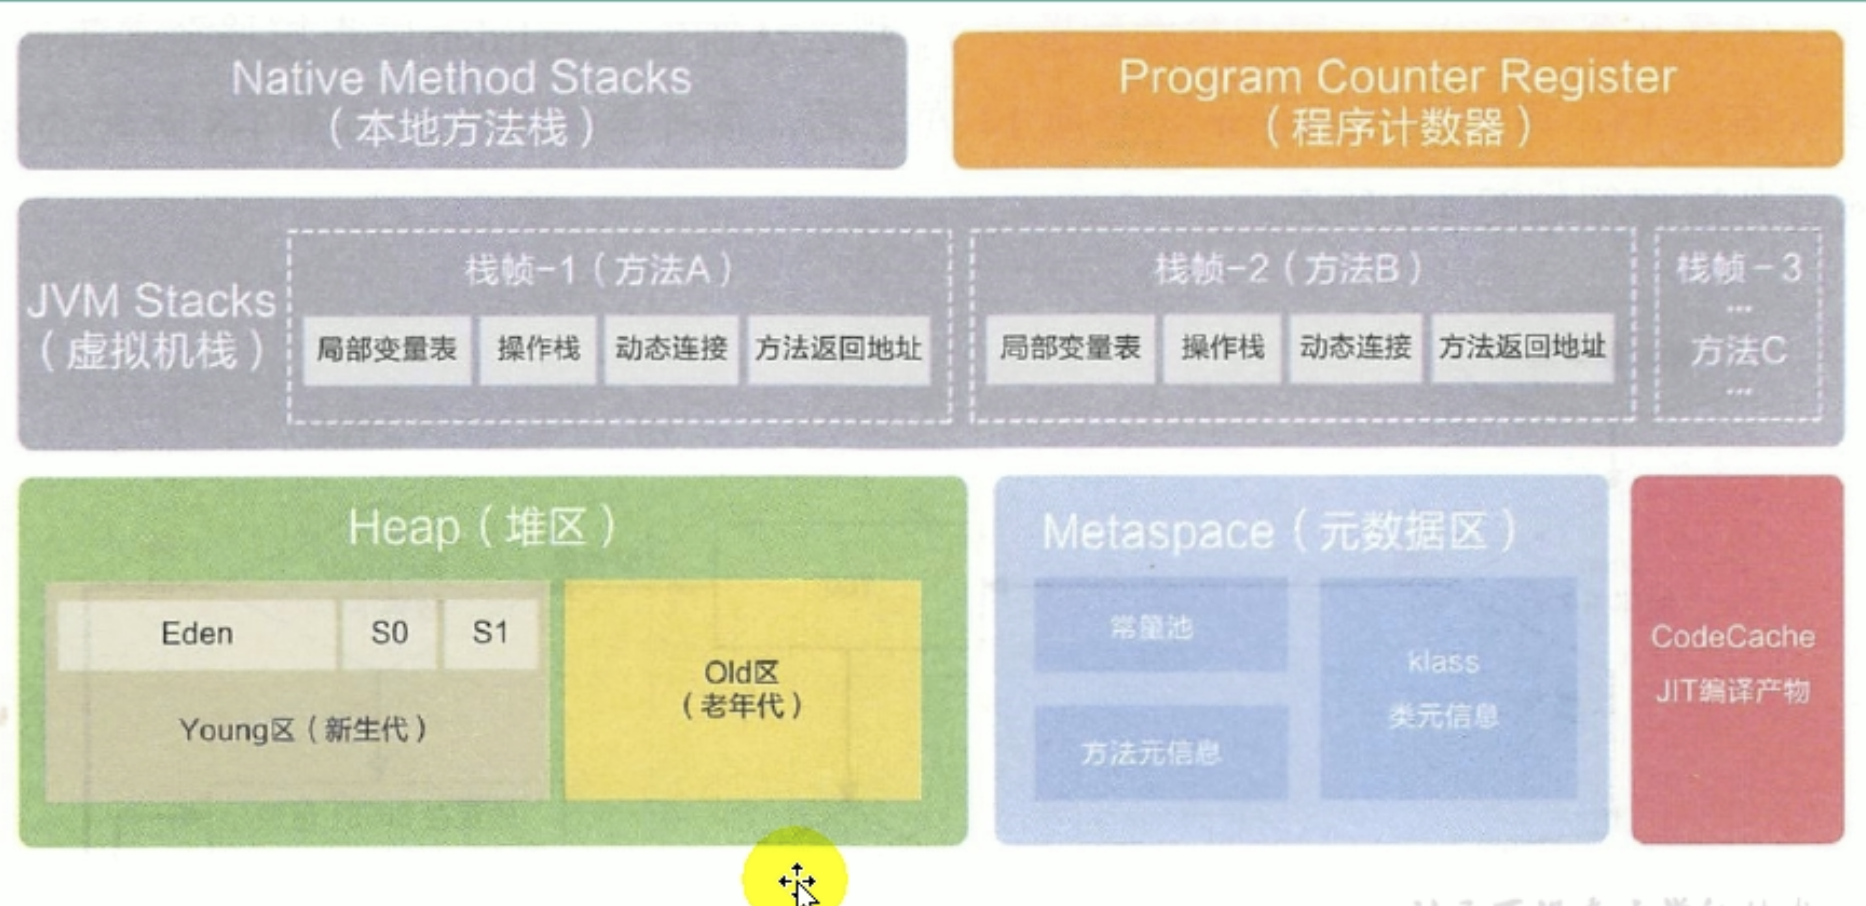 Native Method Stacks
（本地方法栈）
Program Counter Register
（程序计数器）
JVM Stacks
（虚拟机栈）
栈帧-1（方法A）
局部变量表
操作栈
动态连接
方法返回地址
栈帧-2（方法B）
局部变量表
操作栈
动态连接
方法返回地址
栈帧-3
...
方法C
...
Heap（堆区）
Eden
S0
S1
Young区（新生代）
Old区
（老年代）
Metaspace（元数据区）
常量池
方法元信息
klass
类元信息
CodeCache
JIT编译产物